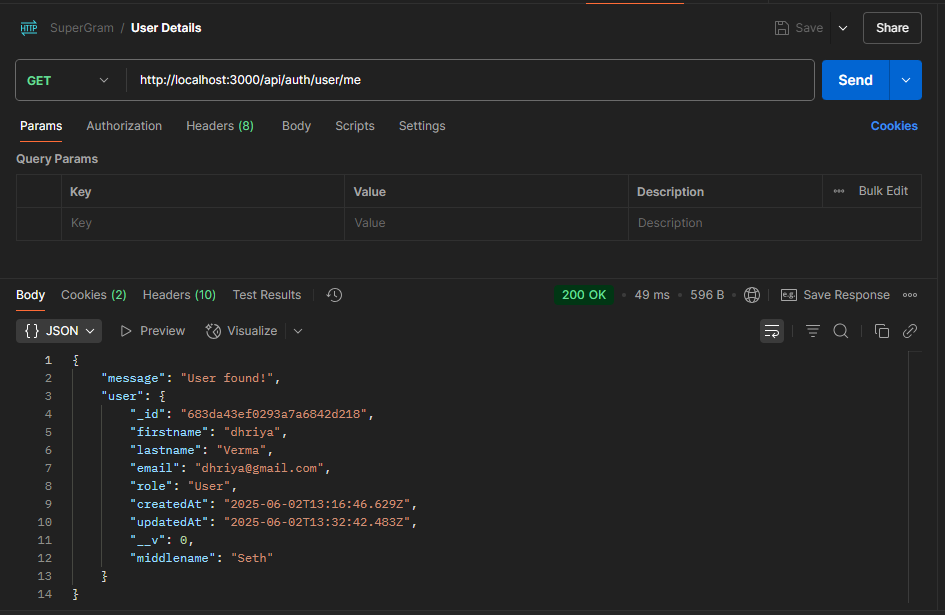 HTTP SuperGram / User Details Save Share
GET http://localhost:3000/api/auth/user/me Send
Params Authorization Headers (8) Body Scripts Settings Cookies
Query Params
Key Value Description ••• Bulk Edit
Key Value Description
Body Cookies (2) Headers (10) Test Results 200 OK • 49 ms • 596 B • e.g. Save Response •••
{} JSON Preview Visualize
1 {
2 "message": "User found!",
3 "user": {
4 "_id": "683da43ef0293a7a6842d218",
5 "firstname": "dhriya",
6 "lastname": "Verma",
7 "email": "dhriya@gmail.com",
8 "role": "User",
9 "createdAt": "2025-06-02T13:16:46.629Z",
10 "updatedAt": "2025-06-02T13:32:42.483Z",
11 "__v": 0,
12 "middlename": "Seth"
13 }
14 }